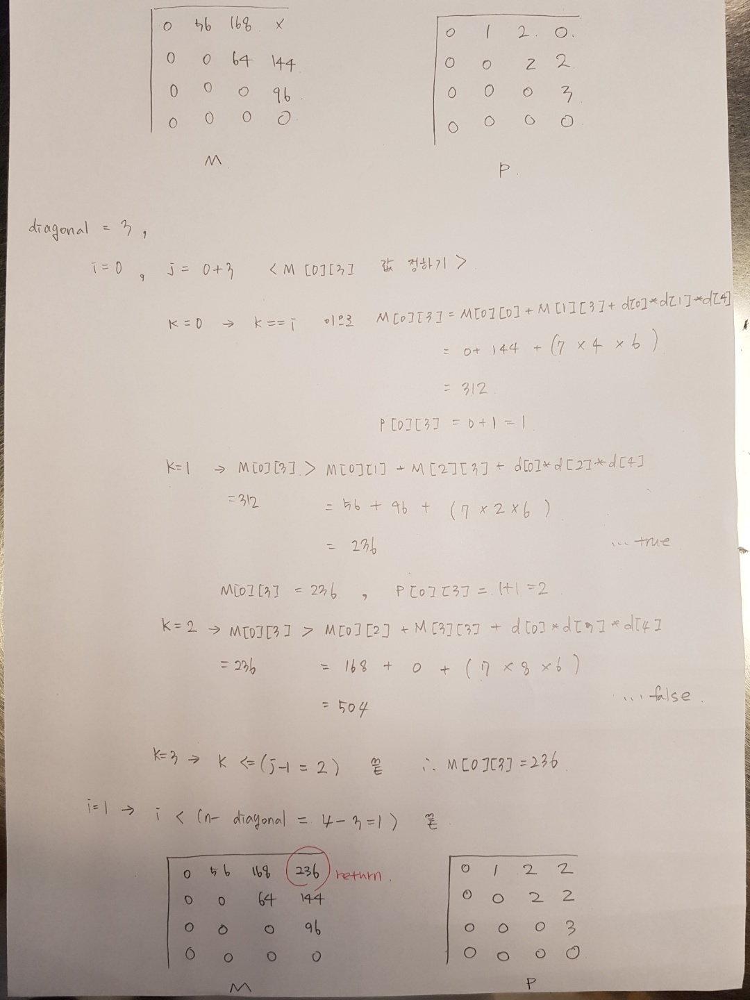 0 56 168 x
0 0 64 144
0 0 0 96
0 0 0 0
M
0 1 2. 0.
0 0 2 2
0 0 0 3
0 0 0 0
P.
diagonal = 3,
i=0, j= 0+3 <M [0][3] 값 정하기>
k=0 → k==i 이므로 M[0][3] = M[0][0] + M[1][3] + d[0]*d[1]*d[4]
= 0+ 144 + (7 x 4 x 6)
= 312
P[0][3] = 0+1 = 1
k=1 → M[0][3] > M[0][1] + M[2][3] + d[0]*d[2]*d[4]
=312 = 56 + 96 + (7 x 2 x 6)
= 236 ... true
M[0][3] = 236, P[0][3] = 1+1 =2
k=2 → M[0][3] > M[0][2] + M[3][3] + d[0]*d[3]*d[4]
= 236 = 168 + 0 + (7 x 8 x 6)
= 504 ... false.
k=3 → k <= (j-1 = 2) 끝 ∴ M[0][3] = 236
i=1 → i < (n- diagonal = 4-3=1) 끝
0 56 168 236 return.
0 0 64 144
0 0 0 96
0 0 0 0
M
0 1 2 2
0 0 2 2
0 0 0 3
0 0 0 0
P